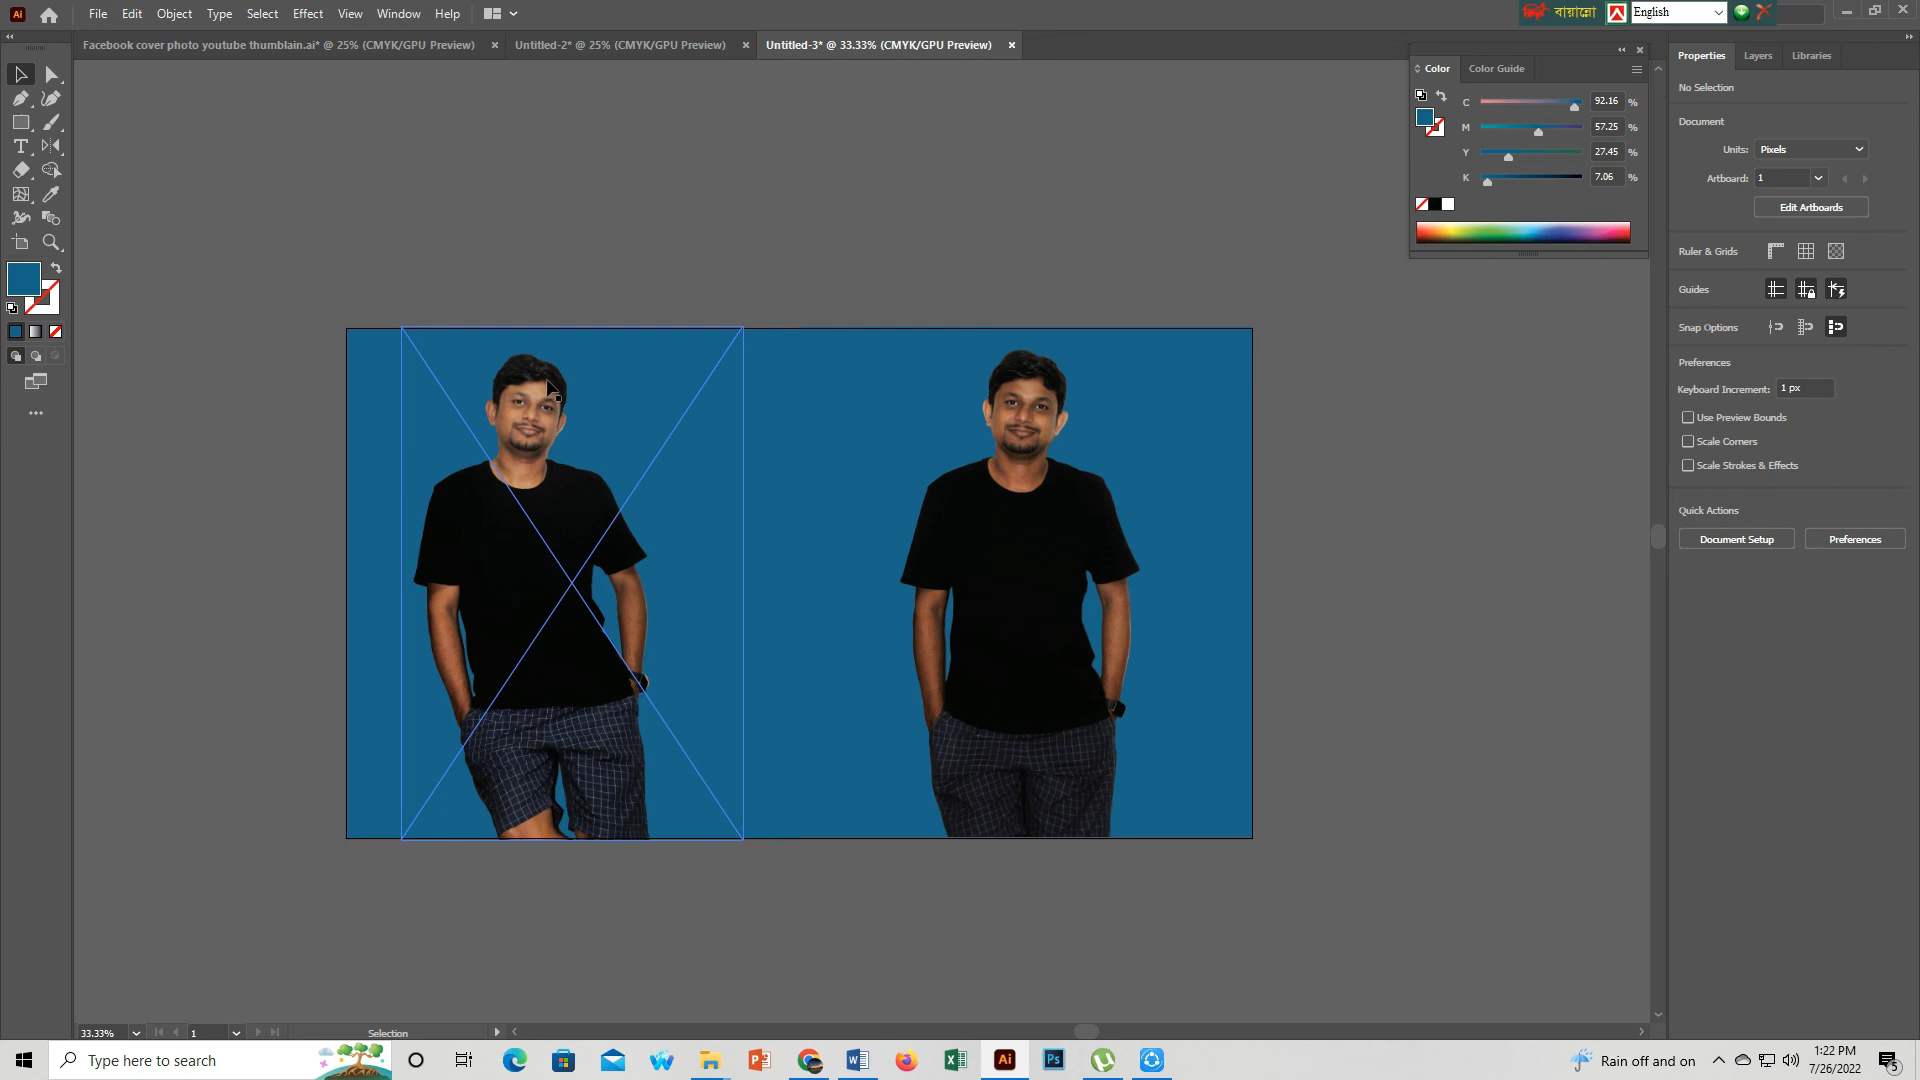 Ai File Edit Object Type Select Effect View Window Help
বায়ান্নো English
Facebook cover photo youtube thumblain.ai* @ 25% (CMYK/GPU Preview) Untitled-2* @ 25% (CMYK/GPU Preview) Untitled-3* @ 33.33% (CMYK/GPU Preview)
Color Color Guide
C 92.16 %
M 57.25 %
Y 27.45 %
K 7.06 %
Properties Layers Libraries
No Selection
Document
Units: Pixels
Artboard: 1
Edit Artboards
Ruler & Grids
Guides
Snap Options
Preferences
Keyboard Increment: 1 px
Use Preview Bounds
Scale Corners
Scale Strokes & Effects
Quick Actions
Document Setup Preferences
T
33.33% 1 Selection
Type here to search
Ai Ps
Rain off and on
1:22 PM
7/26/2022
5